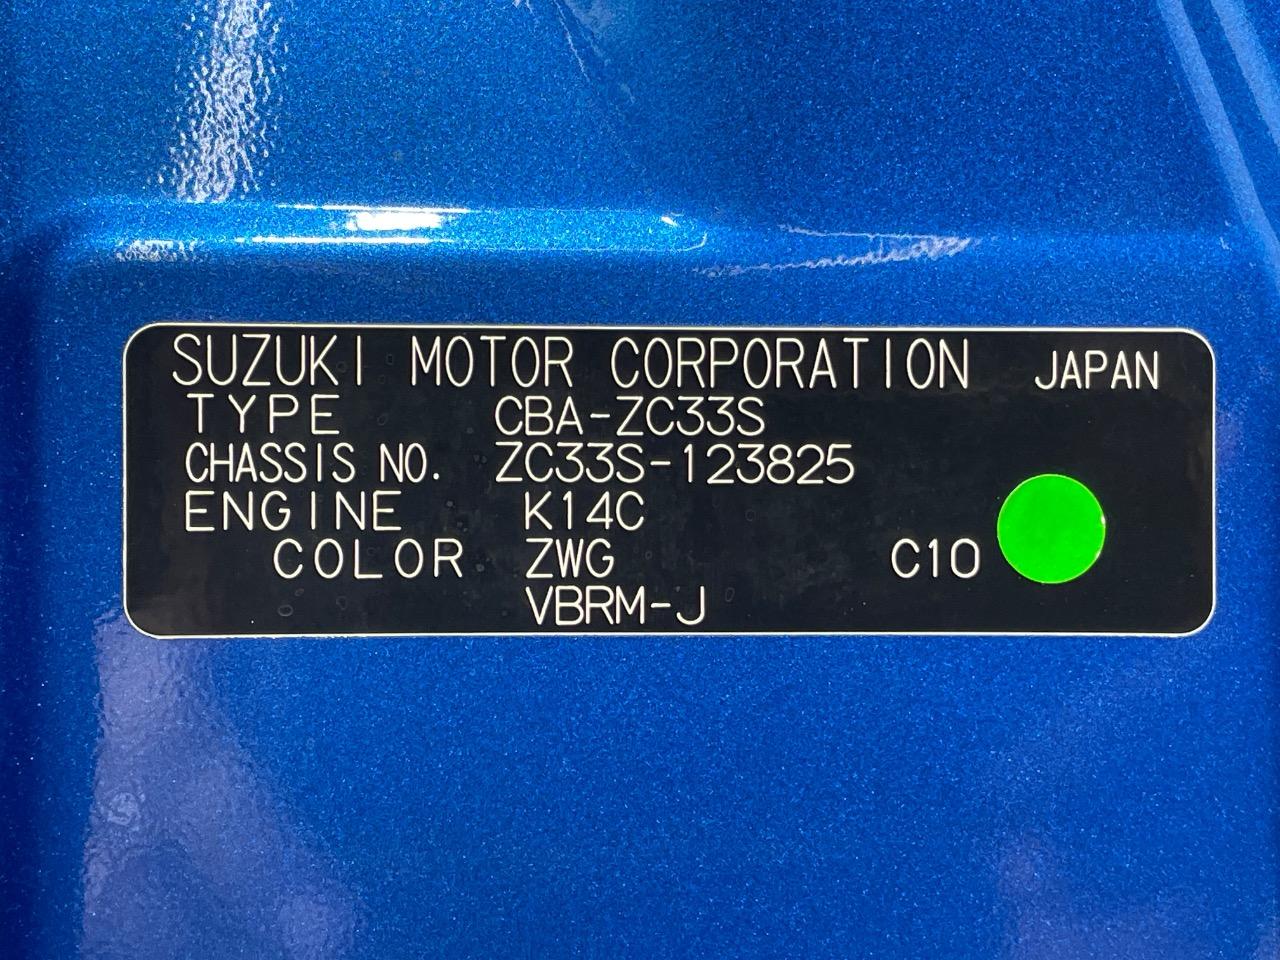 SUZUKI MOTOR CORPORATION JAPAN
TYPE CBA-ZC33S
CHASSIS NO. ZC33S-123825
ENGINE K14C
COLOR ZWG C10
VBRM-J